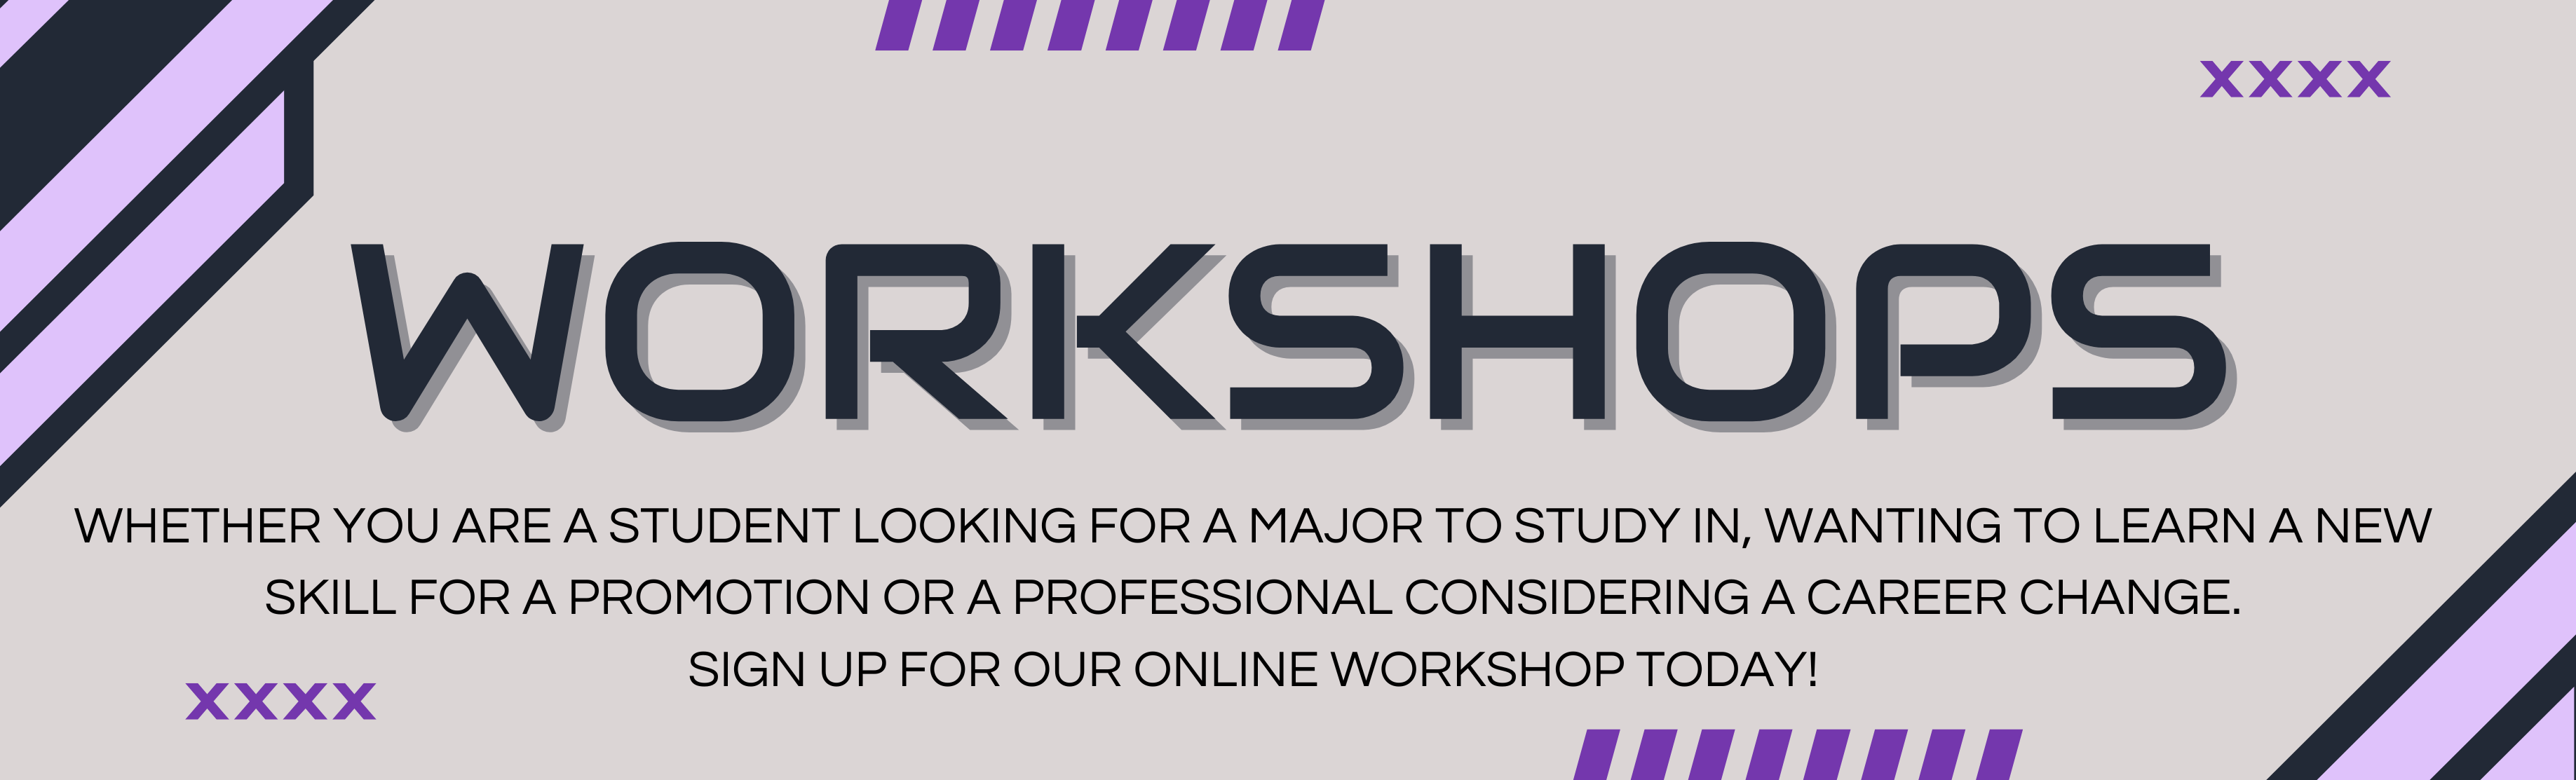 xxxx
WORKSHOPS
WHETHER YOU ARE A STUDENT LOOKING FOR A MAJOR TO STUDY IN, WANTING TO LEARN A NEW
SKILL FOR A PROMOTION OR A PROFESSIONAL CONSIDERING A CAREER CHANGE.
SIGN UP FOR OUR ONLINE WORKSHOP TODAY!
xxxx